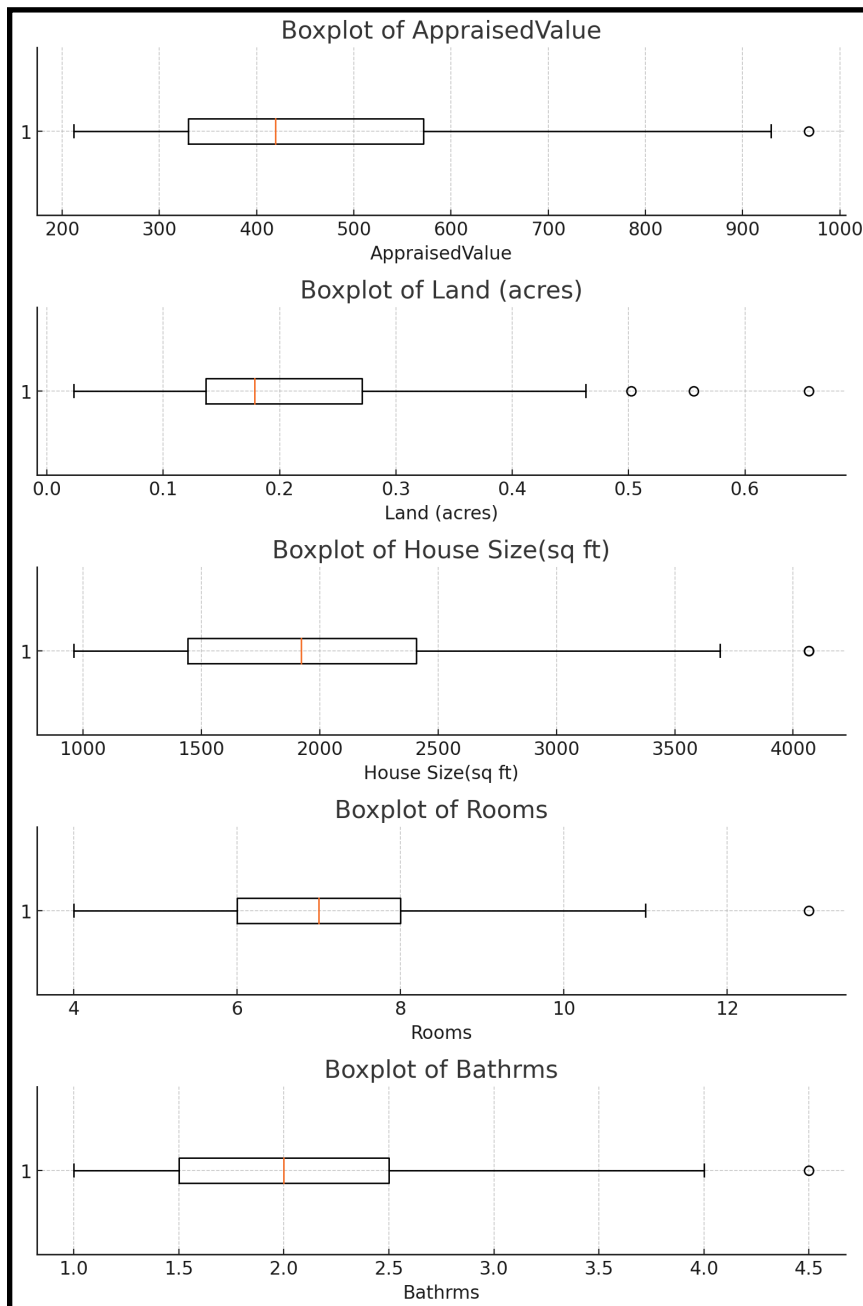 Boxplot of AppraisedValue
1
200 300 400 500 600 700 800 900 1000
AppraisedValue
Boxplot of Land (acres)
1
0.0 0.1 0.2 0.3 0.4 0.5 0.6
Land (acres)
Boxplot of House Size(sq ft)
1
1000 1500 2000 2500 3000 3500 4000
House Size(sq ft)
Boxplot of Rooms
1
4 6 8 10 12
Rooms
Boxplot of Bathrms
1
1.0 1.5 2.0 2.5 3.0 3.5 4.0 4.5
Bathrms